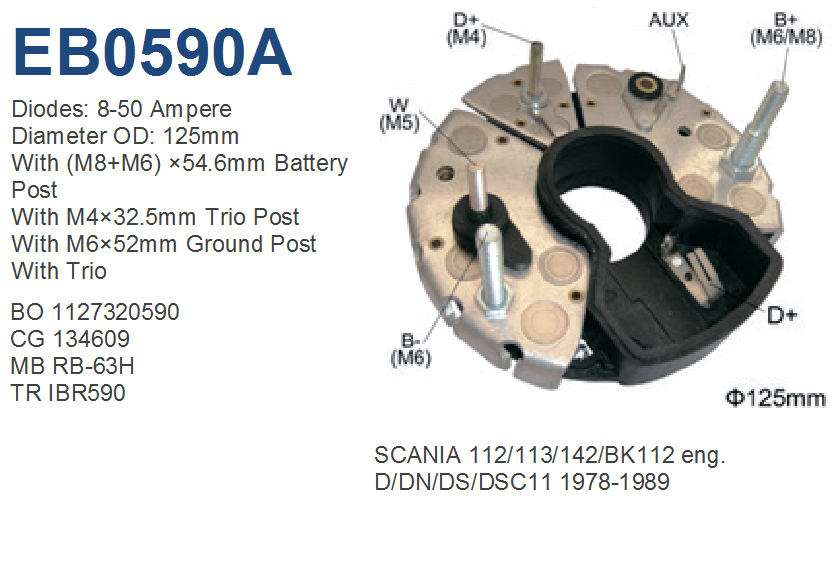 EB0590A
Diodes: 8-50 Ampere
Diameter OD: 125mm
With (M8+M6) ×54.6mm Battery
Post
With M4×32.5mm Trio Post
With M6×52mm Ground Post
With Trio
BO 1127320590
CG 134609
MB RB-63H
TR IBR590
D+
(M4)
AUX
B+
(M6/M8)
W
(M5)
B-
(M6)
D+
Φ125mm
SCANIA 112/113/142/BK112 eng.
D/DN/DS/DSC11 1978-1989